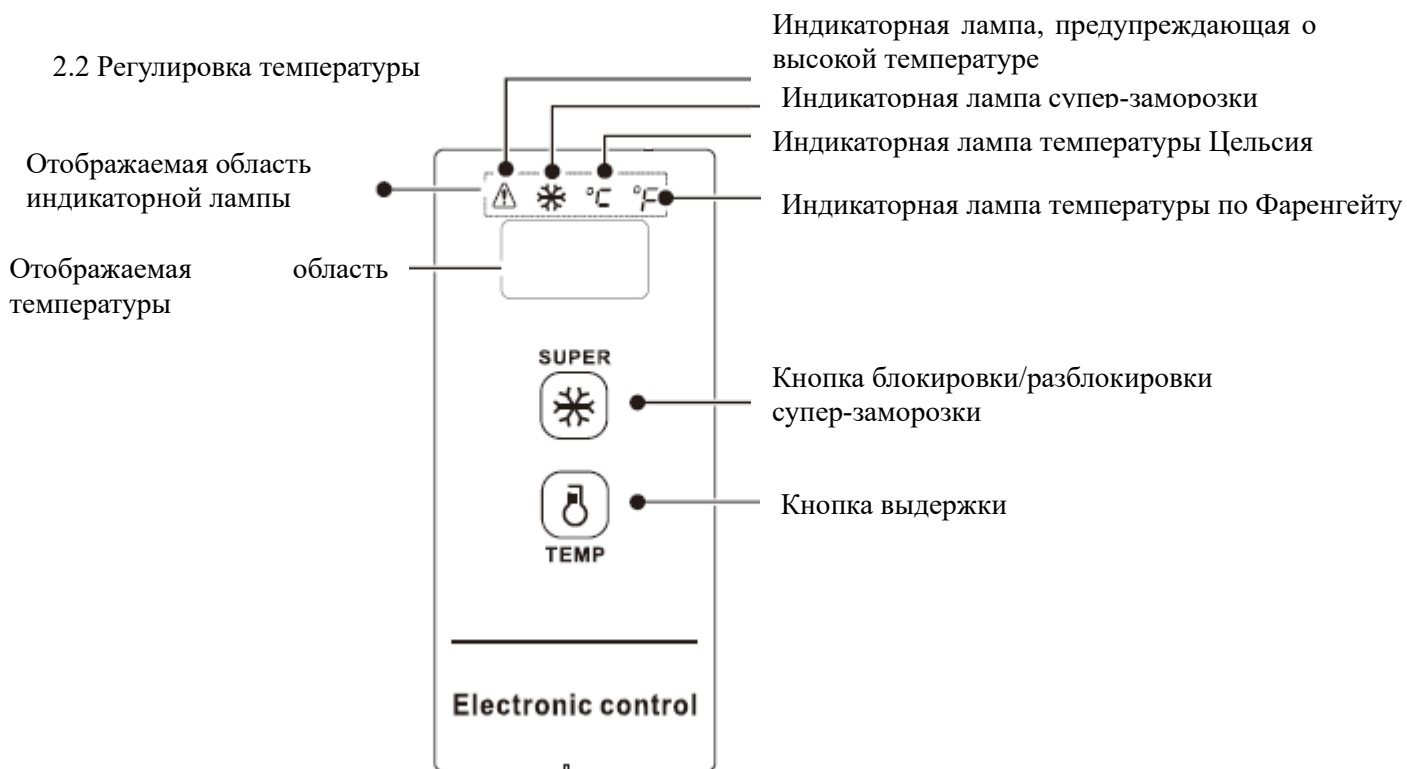 Индикаторная лампа, предупреждающая о
высокой температуре
2.2 Регулировка температуры
Индикаторная лампа супер-заморозки
Индикаторная лампа температуры Цельсия
Отображаемая область
индикаторной лампы
°C °F
Индикаторная лампа температуры по Фаренгейту
Отображаемая область
температуры
SUPER
Кнопка блокировки/разблокировки
супер-заморозки
Кнопка выдержки
TEMP
Electronic control